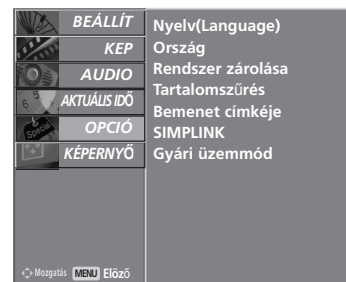 BEÁLLÍT
KEP
AUDIO
AKTUÁLIS IDŐ
OPCIÓ
KÉPERNYŐ
Nyelv(Language)
Ország
Rendszer zárolása
Tartalomszűrés
Bemenet címkéje
SIMPLINK
Gyári üzemmód
Mozgatás MENU Elöző